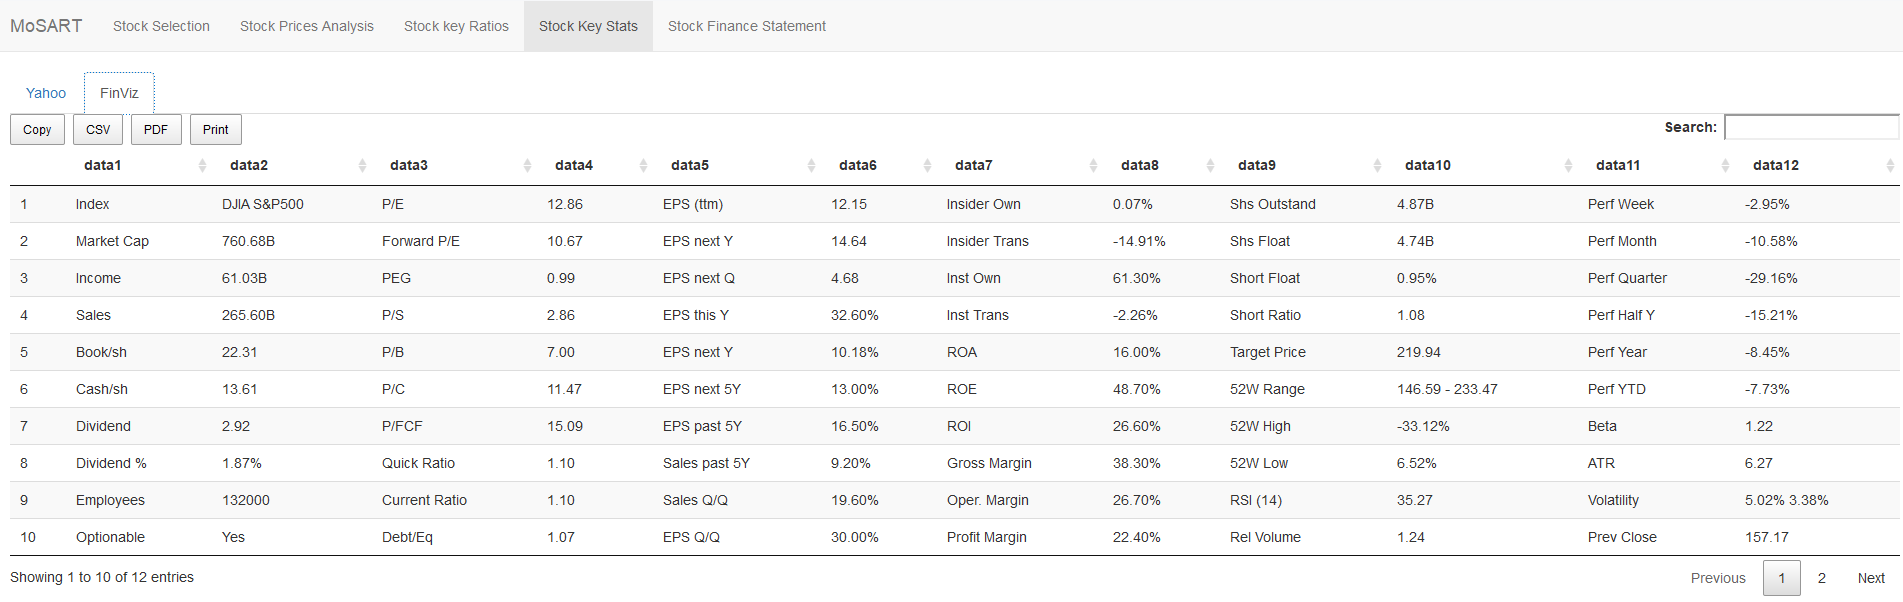 MoSART Stock Selection Stock Prices Analysis Stock key Ratios Stock Key Stats Stock Finance Statement
Yahoo FinViz
Copy CSV PDF Print Search:
data1 data2 data3 data4 data5 data6 data7 data8 data9 data10 data11 data12
1 Index DJIA S&P500 P/E 12.86 EPS (ttm) 12.15 Insider Own 0.07% Shs Outstand 4.87B Perf Week -2.95%
2 Market Cap 760.68B Forward P/E 10.67 EPS next Y 14.64 Insider Trans -14.91% Shs Float 4.74B Perf Month -10.58%
3 Income 61.03B PEG 0.99 EPS next Q 4.68 Inst Own 61.30% Short Float 0.95% Perf Quarter -29.16%
4 Sales 265.60B P/S 2.86 EPS this Y 32.60% Inst Trans -2.26% Short Ratio 1.08 Perf Half Y -15.21%
5 Book/sh 22.31 P/B 7.00 EPS next Y 10.18% ROA 16.00% Target Price 219.94 Perf Year -8.45%
6 Cash/sh 13.61 P/C 11.47 EPS next 5Y 13.00% ROE 48.70% 52W Range 146.59 - 233.47 Perf YTD -7.73%
7 Dividend 2.92 P/FCF 15.09 EPS past 5Y 16.50% ROI 26.60% 52W High -33.12% Beta 1.22
8 Dividend % 1.87% Quick Ratio 1.10 Sales past 5Y 9.20% Gross Margin 38.30% 52W Low 6.52% ATR 6.27
9 Employees 132000 Current Ratio 1.10 Sales Q/Q 19.60% Oper. Margin 26.70% RSI (14) 35.27 Volatility 5.02% 3.38%
10 Optionable Yes Debt/Eq 1.07 EPS Q/Q 30.00% Profit Margin 22.40% Rel Volume 1.24 Prev Close 157.17
Showing 1 to 10 of 12 entries Previous 1 2 Next